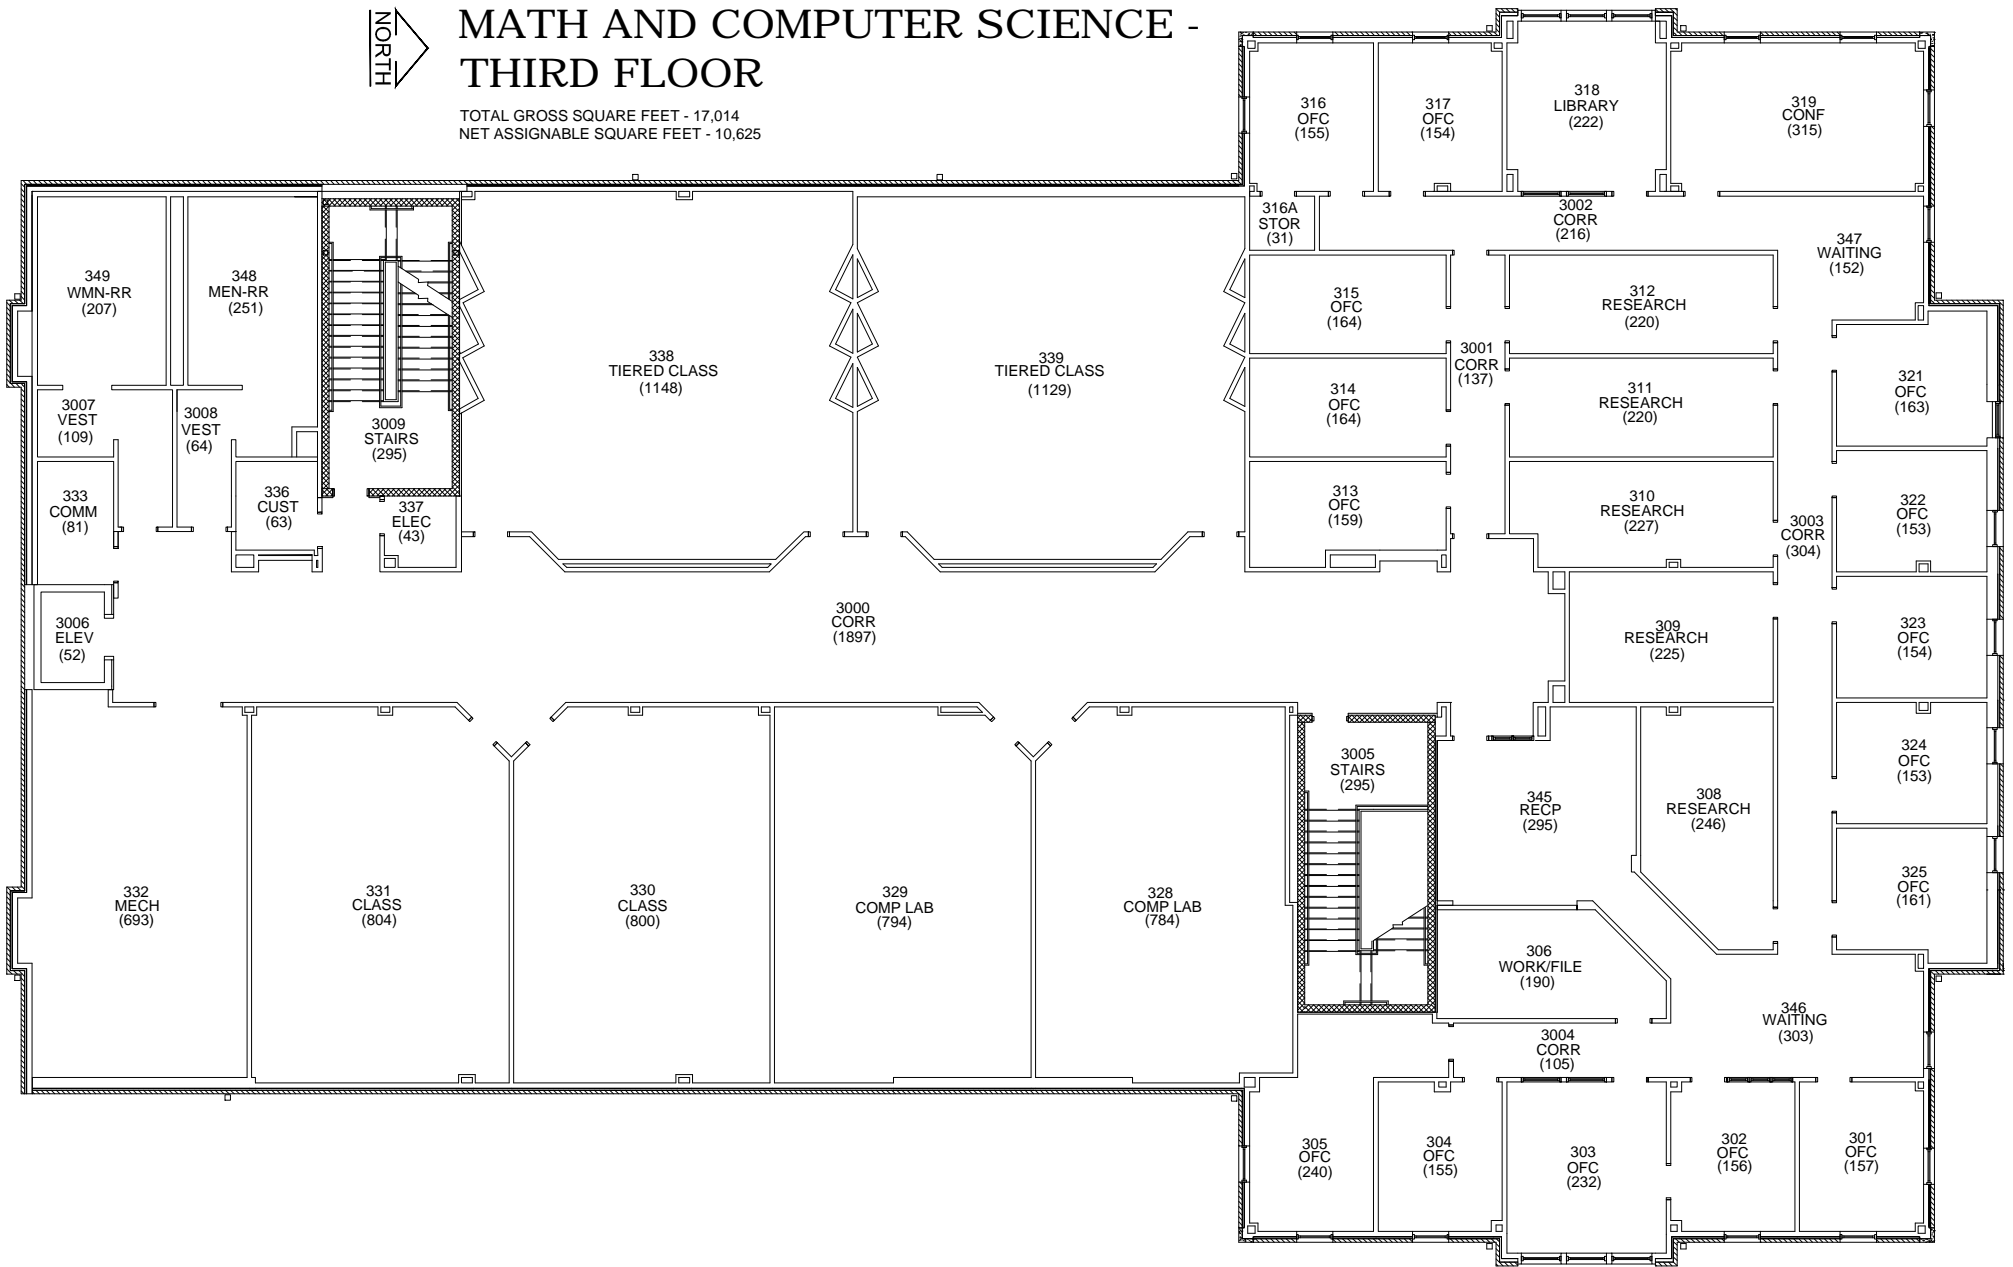 NORTH
MATH AND COMPUTER SCIENCE -
THIRD FLOOR
TOTAL GROSS SQUARE FEET - 17,014
NET ASSIGNABLE SQUARE FEET - 10,625
316
OFC
(155)
317
OFC
(154)
318
LIBRARY
(222)
319
CONF
(315)
316A
STOR
(31)
3002
CORR
(216)
347
WAITING
(152)
349
WMN-RR
(207)
348
MEN-RR
(251)
338
TIERED CLASS
(1148)
339
TIERED CLASS
(1129)
315
OFC
(164)
312
RESEARCH
(220)
3001
CORR
(137)
314
OFC
(164)
311
RESEARCH
(220)
321
OFC
(163)
3007
VEST
(109)
3008
VEST
(64)
3009
STAIRS
(295)
333
COMM
(81)
336
CUST
(63)
337
ELEC
(43)
313
OFC
(159)
310
RESEARCH
(227)
3003
CORR
(304)
322
OFC
(153)
3006
ELEV
(52)
3000
CORR
(1897)
309
RESEARCH
(225)
323
OFC
(154)
3005
STAIRS
(295)
345
RECP
(295)
308
RESEARCH
(246)
324
OFC
(153)
332
MECH
(693)
331
CLASS
(804)
330
CLASS
(800)
329
COMP LAB
(794)
328
COMP LAB
(784)
325
OFC
(161)
306
WORK/FILE
(190)
346
WAITING
(303)
3004
CORR
(105)
305
OFC
(240)
304
OFC
(155)
303
OFC
(232)
302
OFC
(156)
301
OFC
(157)